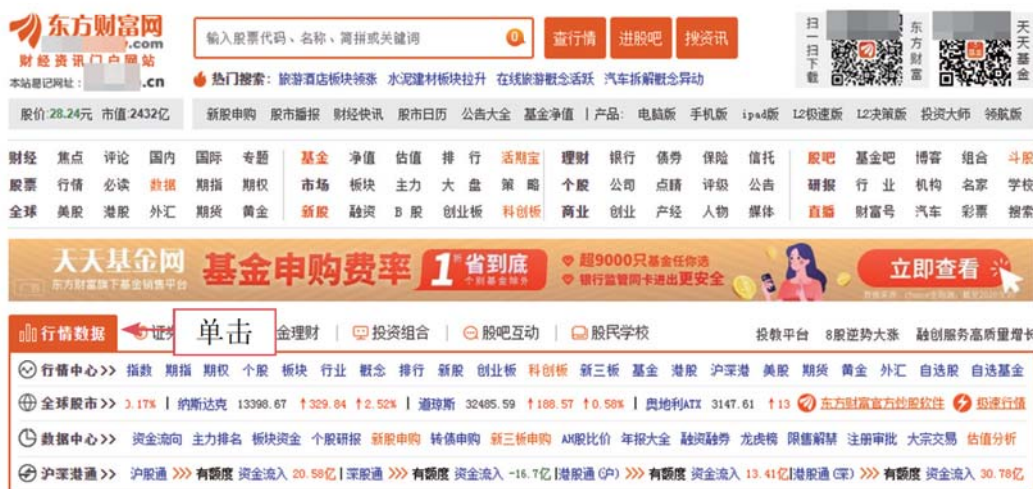 东方财富网
.com
财经资讯门户网站
本站易记网址： .cn
输入股票代码、名称、简拼或关键词
查行情 进股吧 搜资讯
热门搜索：旅游酒店板块领涨 水泥建材板块拉升 在线旅游概念活跃 汽车拆解概念异动
扫一扫下载
东方财富
天天基金
股价:28.24元 市值:2432亿 新股申购 股市播报 财经快讯 股市日历 公告大全 基金净值 | 产品: 电脑版 手机版 ipad版 L2极速版 L2决策版 投资大师 领航版
财经 焦点 评论 国内 国际 专题 基金 净值 估值 排 行 活期宝 理财 银行 债券 保险 信托 股吧 基金吧 博客 组合 斗股
股票 行情 必读 数据 期指 期权 市场 板块 主力 大 盘 策 略 个股 公司 点睛 评级 公告 研报 行 业 机构 名家 学校
全球 美股 港股 外汇 期货 黄金 新股 融资 B 股 创业板 科创板 商业 创业 产经 人物 媒体 直播 财富号 汽车 彩票 搜索
天天基金网
东方财富旗下基金销售平台
广告
基金申购费率 1折 省到底
个别基金除外
超9000只基金任你选
银行监管同卡进出更安全
立即查看
行情数据 单击 金理财 | 投资组合 | 股吧互动 | 股民学校 投教平台 8股逆势大涨 融创服务高质量增长
行情中心>> 指数 期指 期权 个股 板块 行业 概念 排行 新股 创业板 科创板 新三板 基金 港股 沪深港 美股 期货 黄金 外汇 自选股 自选基金
全球股市>> 0.17% | 纳斯达克 13398.67 ↑329.84 ↑2.52% | 道琼斯 32485.59 ↑188.57 ↑0.58% | 奥地利ATX 3147.61 ↑13 东方财富官方炒股软件 极速行情
数据中心>> 资金流向 主力排名 板块资金 个股研报 新股申购 转债申购 新三板申购 AH股比价 年报大全 融资融券 龙虎榜 限售解禁 注册审批 大宗交易 估值分析
沪深港通>> 沪股通 >>> 有额度 资金流入 20.58亿|深股通 >>> 有额度 资金流入 -16.7亿|港股通(沪) >>> 有额度 资金流入 13.41亿|港股通(深) >>> 有额度 资金流入 30.78亿